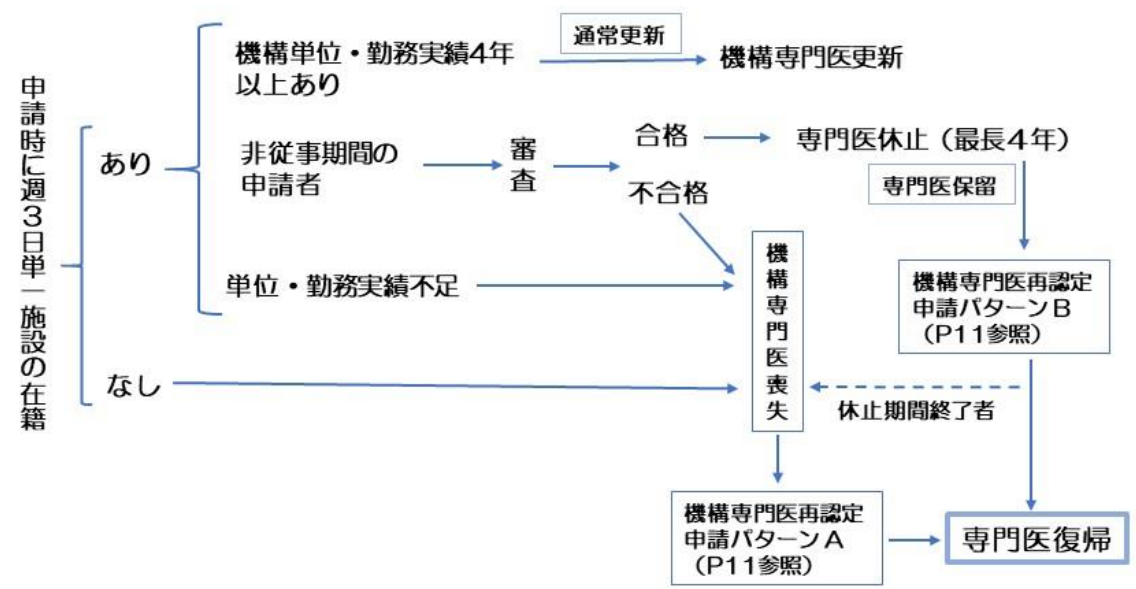 申請時に週3日単一施設の在籍
あり
機構単位・勤務実績4年
以上あり
通常更新
機構専門医更新
非従事期間の
申請者
審査
合格
専門医休止（最長4年）
不合格
専門医保留
単位・勤務実績不足
機構専門医喪失
機構専門医再認定
申請パターンB
（P11参照）
なし
休止期間終了者
機構専門医再認定
申請パターンA
（P11参照）
専門医復帰